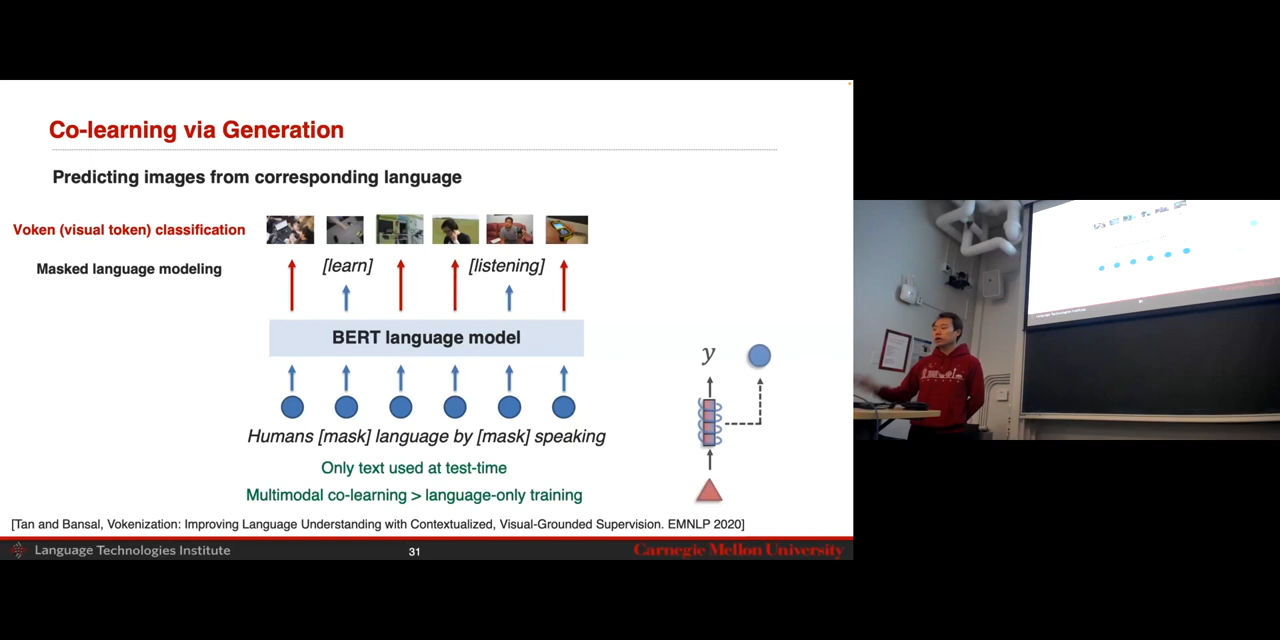 Co-learning via Generation
Predicting images from corresponding language
Voken (visual token) classification
Masked language modeling
[learn]
[listening]
BERT language model
y
Humans [mask] language by [mask] speaking
Only text used at test-time
Multimodal co-learning > language-only training
[Tan and Bansal, Vokenization: Improving Language Understanding with Contextualized, Visual-Grounded Supervision. EMNLP 2020]
Language Technologies Institute
31
Carnegie Mellon University